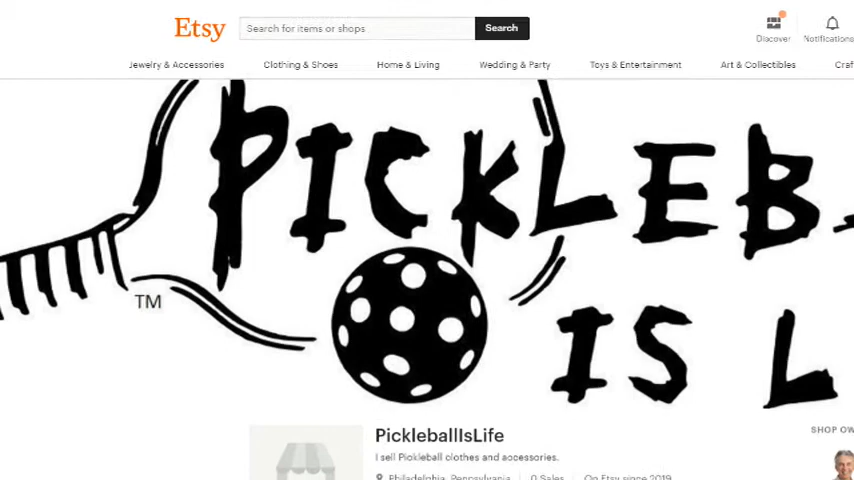 Etsy
Search for items or shops
Search
Discover
Notifications
Jewelry & Accessories
Clothing & Shoes
Home & Living
Wedding & Party
Toys & Entertainment
Art & Collectibles
Craf
PICKLEB
TM
IS L
PickleballIsLife
I sell Pickleball clothes and accessories.
Philadelphia, Pennsylvania
0 Sales
On Etsy since 2019
SHOP OW